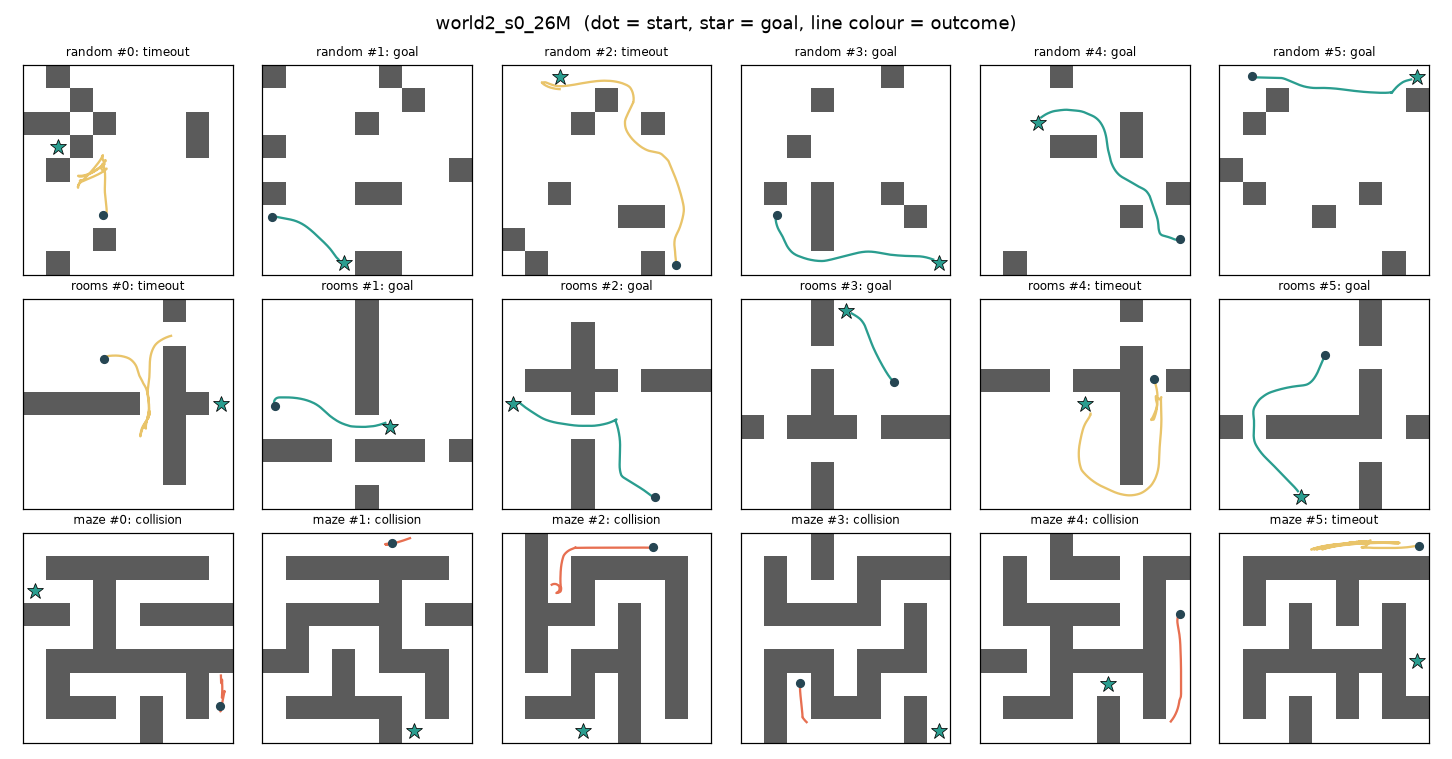 world2_s0_26M  (dot = start, star = goal, line colour = outcome)
random #0: timeout
random #1: goal
random #2: timeout
random #3: goal
random #4: goal
random #5: goal
rooms #0: timeout
rooms #1: goal
rooms #2: goal
rooms #3: goal
rooms #4: timeout
rooms #5: goal
maze #0: collision
maze #1: collision
maze #2: collision
maze #3: collision
maze #4: collision
maze #5: timeout